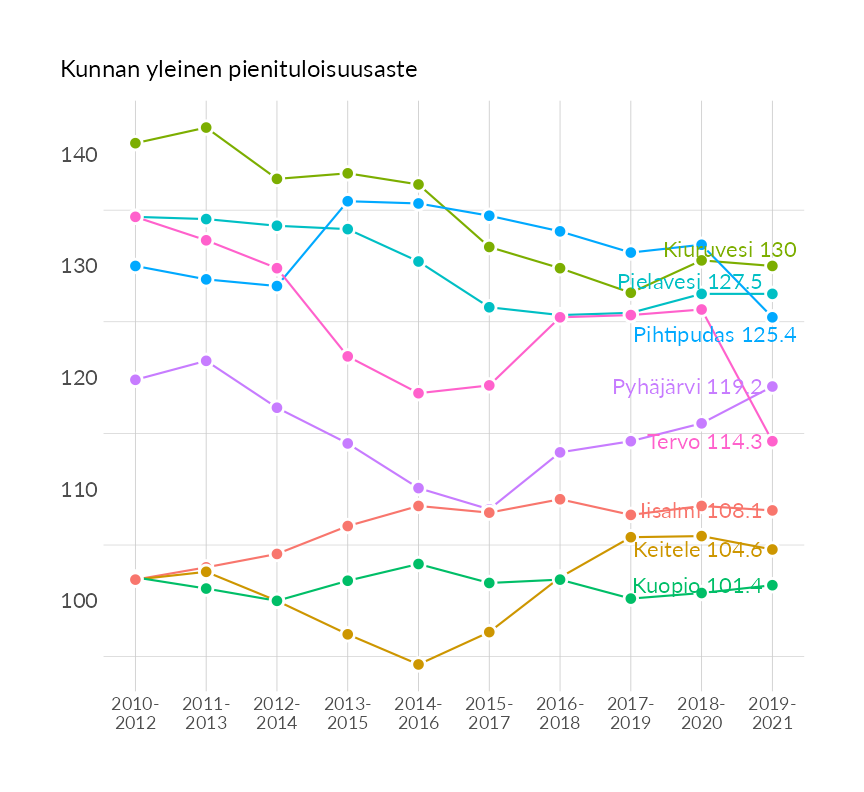 Kunnan yleinen pienituloisuusaste
140
130
120
110
100
Kiuruvesi 130
Pielavesi 127.5
Pihtipudas 125.4
Pyhäjärvi 119.2
Tervo 114.3
Iisalmi 108.1
Keitele 104.6
Kuopio 101.4
2010- 2011- 2012- 2013- 2014- 2015- 2016- 2017- 2018- 2019-
2012 2013 2014 2015 2016 2017 2018 2019 2020 2021